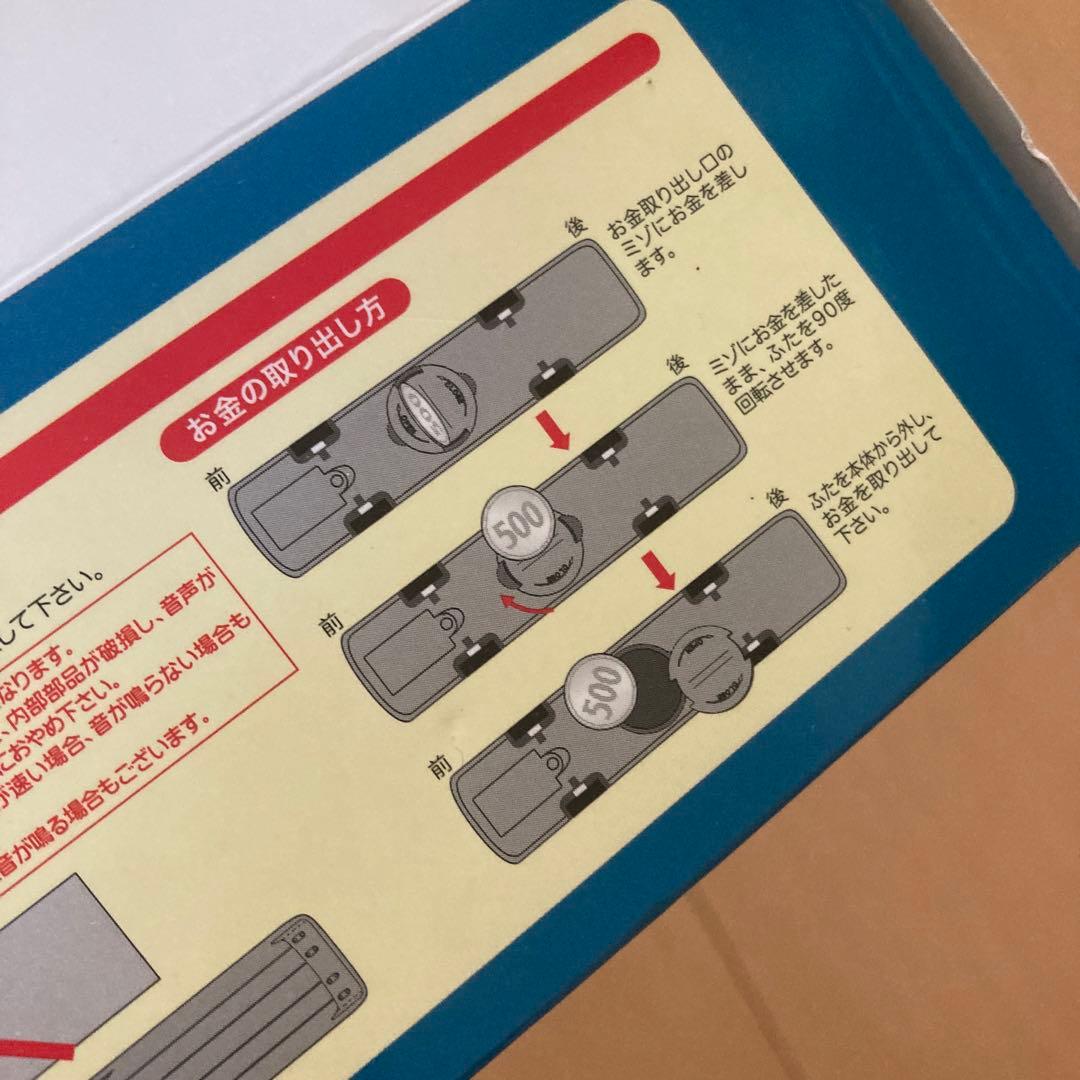 お金の取り出し方
前
後
お金取り出し口の
ミゾにお金を差し
ます。
500
前
後
ミゾにお金を差した
まま、ふたを90度
回転させます。
500
前
後
ふたを本体から外し、
お金を取り出して
下さい。
500
して下さい。
なります。
、内部部品が破損し、音声が
におやめ下さい。
が速い場合、音が鳴らない場合も
音が鳴る場合もございます。